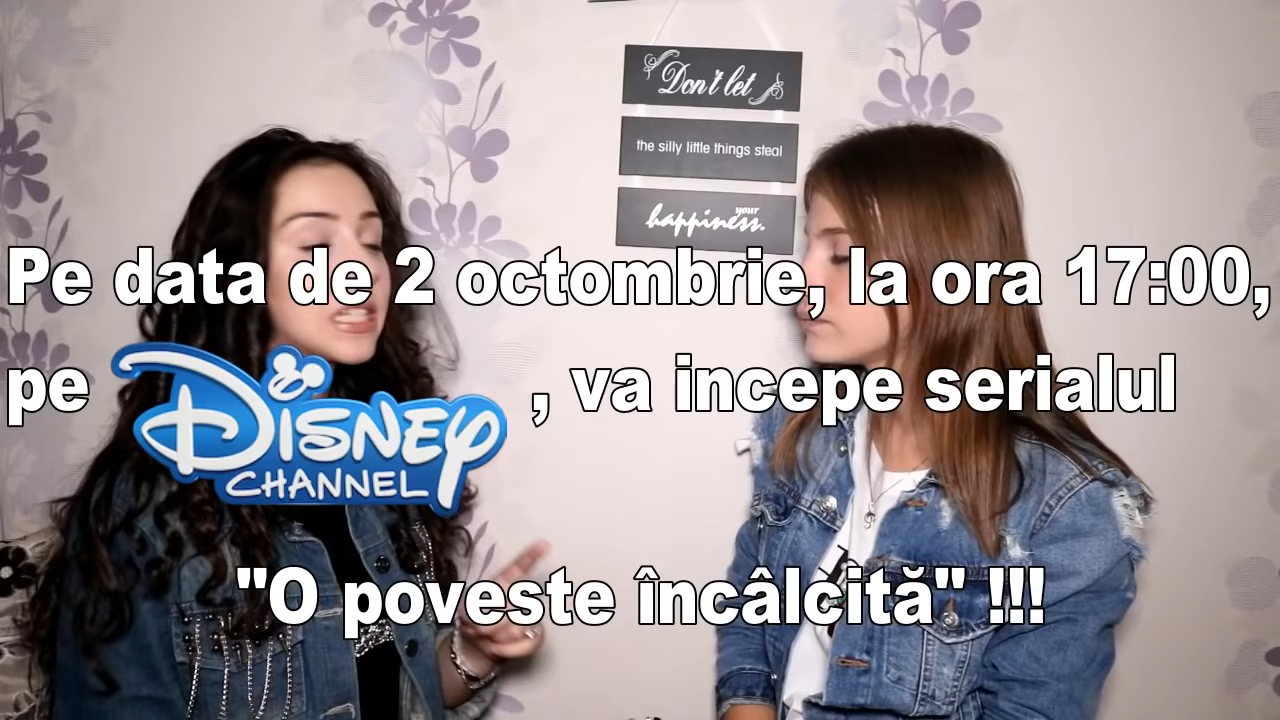 Don't let
the silly little things steal
your
happiness.
Pe data de 2 octombrie, la ora 17:00,
pe DISNEY CHANNEL , va incepe serialul
"O poveste încâlcită" !!!